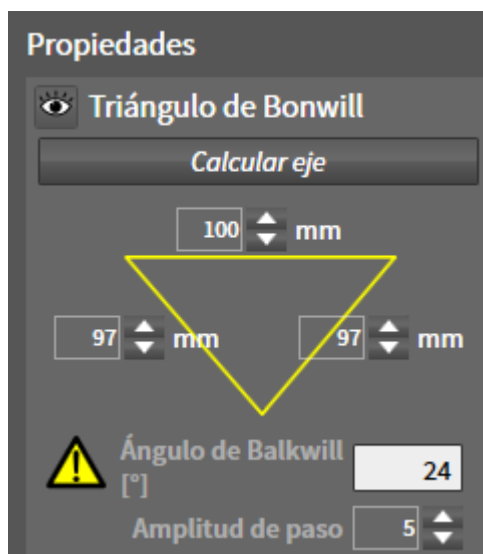 Propiedades
Triángulo de Bonwill
Calcular eje
100 mm
97 mm 97 mm
Ángulo de Balkwill
[°] 24
Amplitud de paso 5